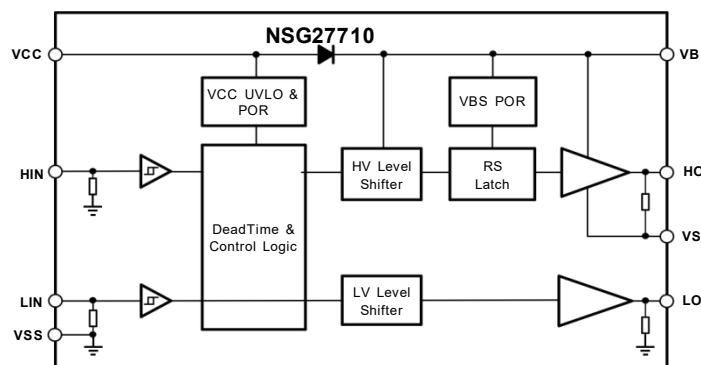 NSG27710
VCC
VB
VCC UVLO &
POR
VBS POR
HIN
HV Level
Shifter
RS
Latch
HO
DeadTime &
Control Logic
VS
LIN
LV Level
Shifter
LO
VSS